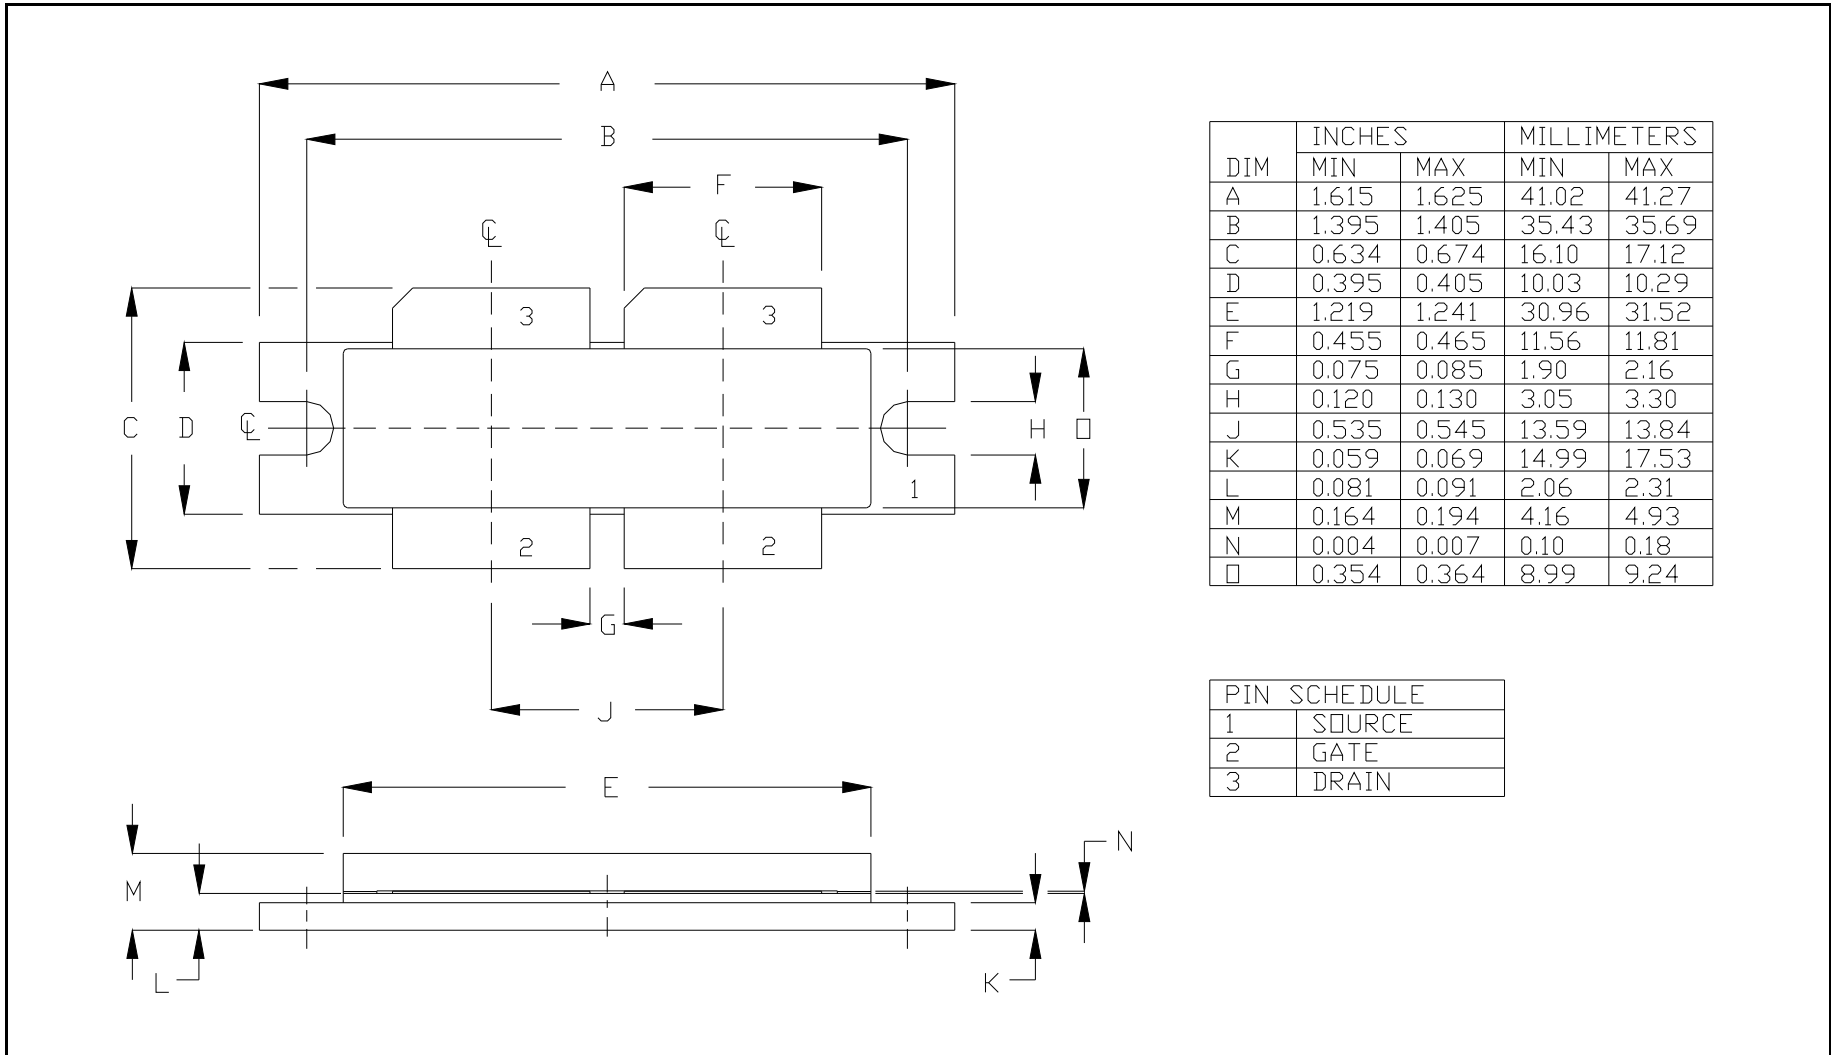 A
B
F
℄
℄
3
3
C
D
℄
H
O
1
2
2
G
J
E
N
M
L
K
INCHES MILLIMETERS
DIM MIN MAX MIN MAX
A 1.615 1.625 41.02 41.27
B 1.395 1.405 35.43 35.69
C 0.634 0.674 16.10 17.12
D 0.395 0.405 10.03 10.29
E 1.219 1.241 30.96 31.52
F 0.455 0.465 11.56 11.81
G 0.075 0.085 1.90 2.16
H 0.120 0.130 3.05 3.30
J 0.535 0.545 13.59 13.84
K 0.059 0.069 14.99 17.53
L 0.081 0.091 2.06 2.31
M 0.164 0.194 4.16 4.93
N 0.004 0.007 0.10 0.18
O 0.354 0.364 8.99 9.24
PIN SCHEDULE
1 SOURCE
2 GATE
3 DRAIN